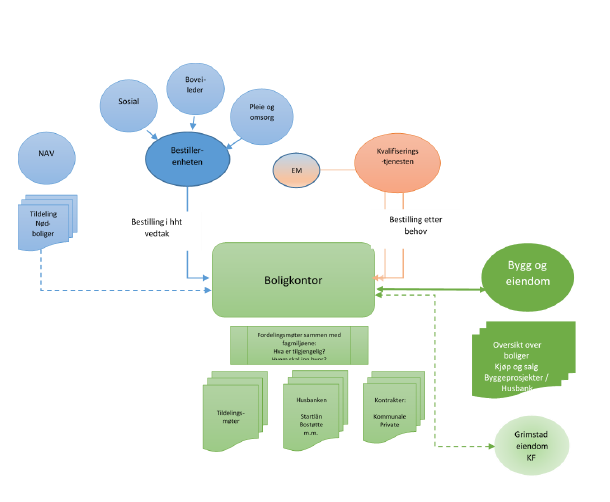 Sosial
Bovei-
leder
Pleie og
omsorg
NAV
Bestiller-
enheten
EM
Kvalifiserings
-tjenesten
Tildeling
Nød-
boliger
Bestilling i hht
vedtak
Bestilling etter
behov
Boligkontor
Bygg og
eiendom
Fordelingsmøter sammen med
fagmiljøene:
Hva er tilgjengelig?
Oversikt over
boliger
Kjøp og salg
Byggeprosjekter /
Husbank
Tildelings-
møter
Husbanken
Startlån
Bostøtte
m.m.
Kontrakter:
Kommunale
Private
Grimstad
eiendom
KF